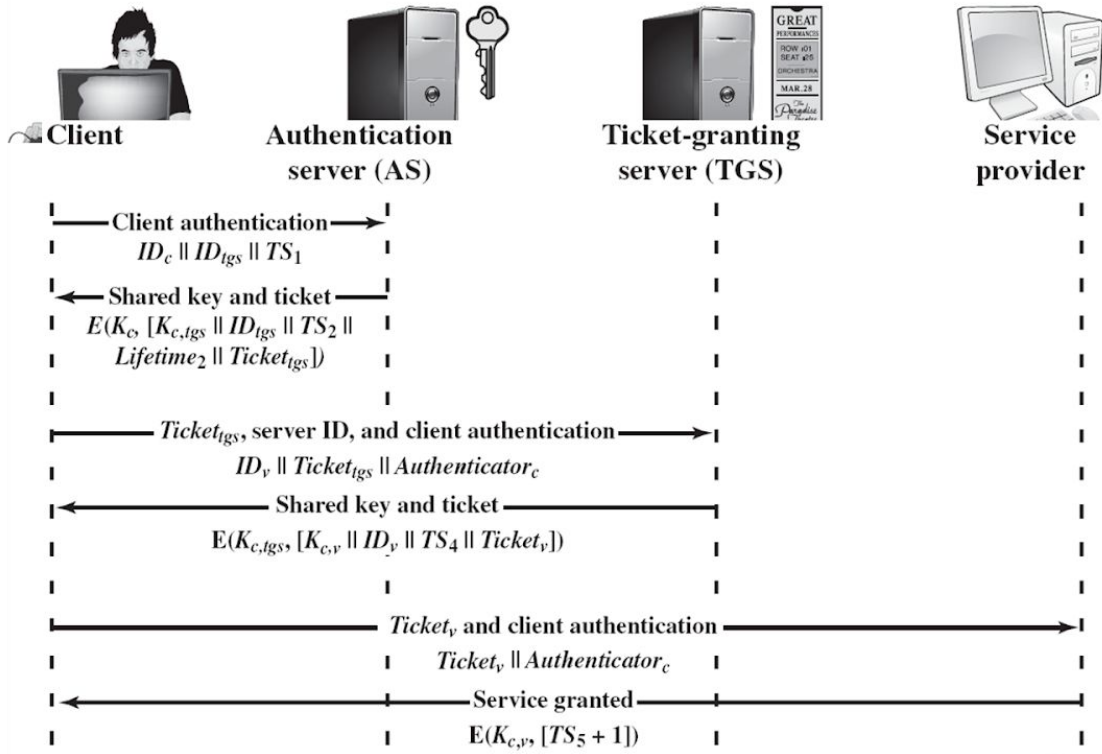 GREAT
PERFORMANCES
ROW :01
SEAT :26
ORCHESTRA
MAR.28
The
Paradise
Client
Authentication
server (AS)
Ticket-granting
server (TGS)
Service
provider
Client authentication
ID_c || ID_tgs || TS_1
Shared key and ticket
E(K_c, [K_c,tgs || ID_tgs || TS_2 ||
Lifetime_2 || Ticket_tgs])
Ticket_tgs, server ID, and client authentication
ID_v || Ticket_tgs || Authenticator_c
Shared key and ticket
E(K_c,tgs, [K_c,v || ID_v || TS_4 || Ticket_v])
Ticket_v and client authentication
Ticket_v || Authenticator_c
Service granted
E(K_c,v, [TS_5 + 1])